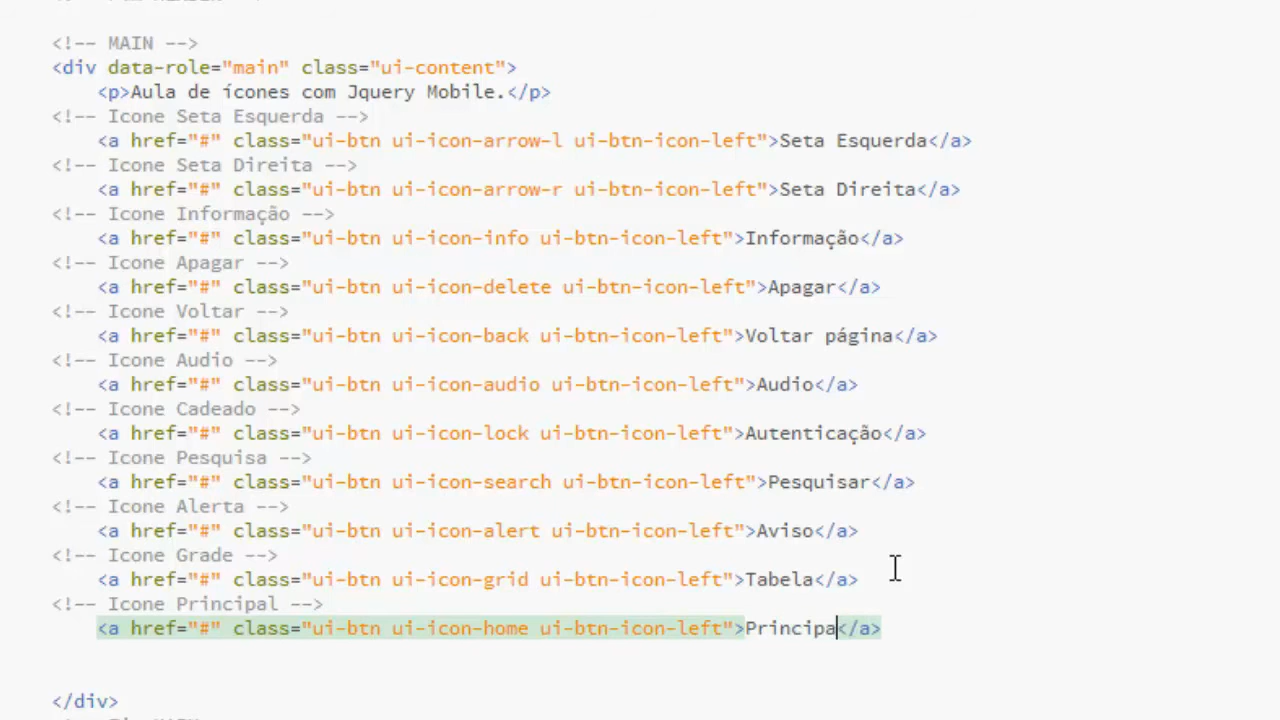 <!-- MAIN -->
<div data-role="main" class="ui-content">
<p>Aula de ícones com Jquery Mobile.</p>
<!-- Icone Seta Esquerda -->
<a href="#" class="ui-btn ui-icon-arrow-l ui-btn-icon-left">Seta Esquerda</a>
<!-- Icone Seta Direita -->
<a href="#" class="ui-btn ui-icon-arrow-r ui-btn-icon-left">Seta Direita</a>
<!-- Icone Informação -->
<a href="#" class="ui-btn ui-icon-info ui-btn-icon-left">Informação</a>
<!-- Icone Apagar -->
<a href="#" class="ui-btn ui-icon-delete ui-btn-icon-left">Apagar</a>
<!-- Icone Voltar -->
<a href="#" class="ui-btn ui-icon-back ui-btn-icon-left">Voltar página</a>
<!-- Icone Audio -->
<a href="#" class="ui-btn ui-icon-audio ui-btn-icon-left">Audio</a>
<!-- Icone Cadeado -->
<a href="#" class="ui-btn ui-icon-lock ui-btn-icon-left">Autenticação</a>
<!-- Icone Pesquisa -->
<a href="#" class="ui-btn ui-icon-search ui-btn-icon-left">Pesquisar</a>
<!-- Icone Alerta -->
<a href="#" class="ui-btn ui-icon-alert ui-btn-icon-left">Aviso</a>
<!-- Icone Grade -->
<a href="#" class="ui-btn ui-icon-grid ui-btn-icon-left">Tabela</a>
<!-- Icone Principal -->
<a href="#" class="ui-btn ui-icon-home ui-btn-icon-left">Principa</a>
</div>